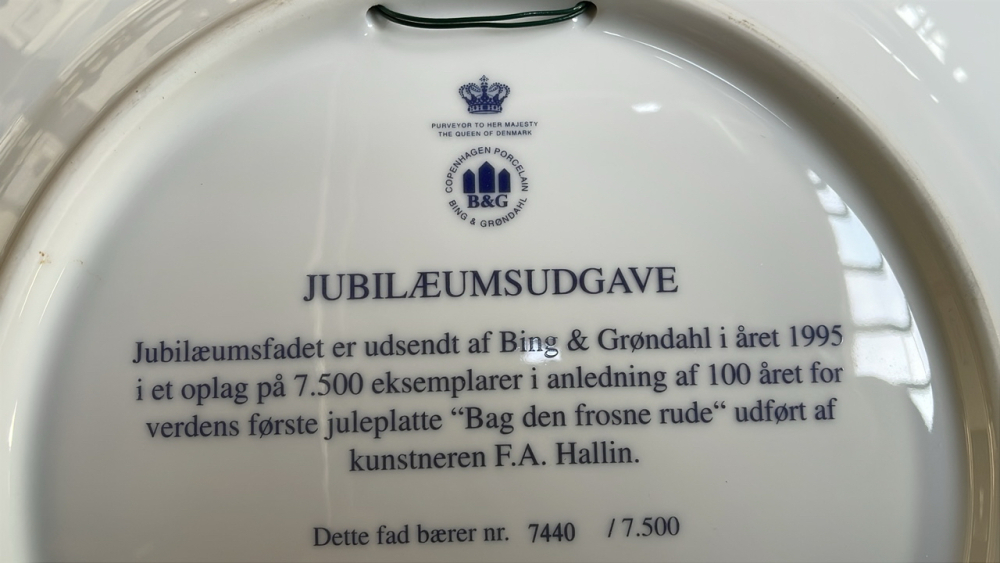 PURVEYOR TO HER MAJESTY
THE QUEEN OF DENMARK
COPENHAGEN PORCELAIN
B&G
BING & GRØNDAHL
JUBILÆUMSUDGAVE
Jubilæumsfadet er udsendt af Bing & Grøndahl i året 1995
i et oplag på 7.500 eksemplarer i anledning af 100 året for
verdens første juleplatte “Bag den frosne rude“ udført af
kunstneren F.A. Hallin.
Dette fad bærer nr. 7440 / 7.500